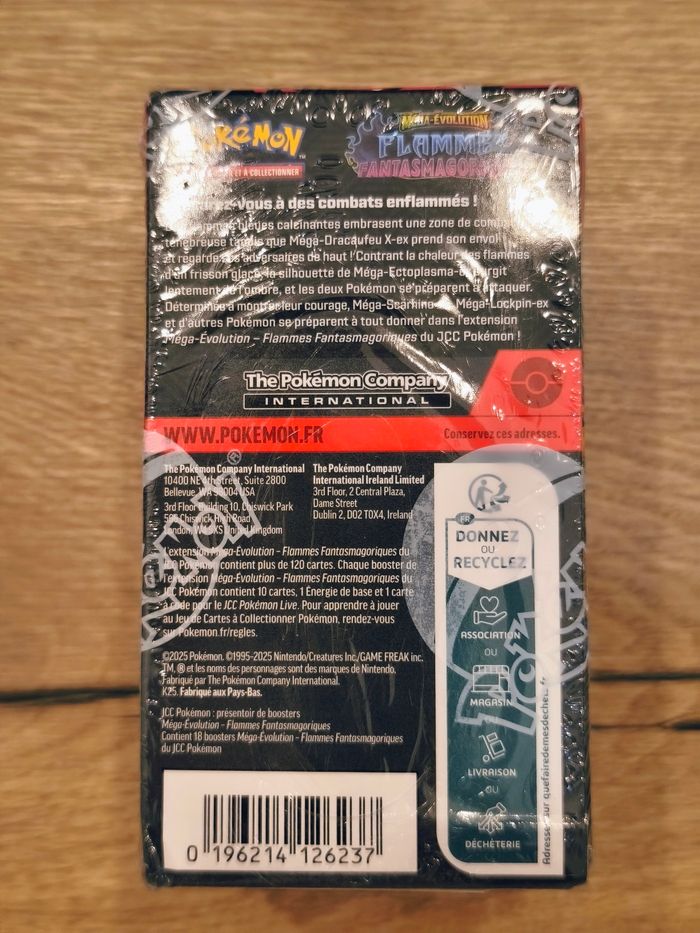 POKÉMON
ET À COLLECTIONNER
MÉGA-ÉVOLUTION
FLAMMES
FANTASMAGORIQUES
-vous à des combats enflammés !
bleues calcinantes embrasent une zone de combat
ténébreuse tandis que Méga-Dracaufeu X-ex prend son envol
et regarde ses adversaires de haut ! Contrant la chaleur des flammes
d'un frisson glacé, la silhouette de Méga-Ectoplasma-ex surgit
lentement de l'ombre, et les deux Pokémon se préparent à attaquer.
Déterminés à montrer leur courage, Méga-Scarhino-ex, Méga-Lockpin-ex
et d'autres Pokémon se préparent à tout donner dans l'extension
Méga-Évolution – Flammes Fantasmagoriques du JCC Pokémon !
The Pokémon Company
INTERNATIONAL
WWW.POKEMON.FR
Conservez ces adresses.
The Pokémon Company International
10400 NE 4th Street, Suite 2800
Bellevue, WA 98004 USA
3rd Floor Building 10, Chiswick Park
566 Chiswick High Road
London, W4 5XS United Kingdom
The Pokémon Company
International Ireland Limited
3rd Floor, 2 Central Plaza,
Dame Street
Dublin 2, D02 T0X4, Ireland
L'extension Méga-Évolution – Flammes Fantasmagoriques du
JCC Pokémon contient plus de 120 cartes. Chaque booster de
l'extension Méga-Évolution – Flammes Fantasmagoriques du
JCC Pokémon contient 10 cartes, 1 Énergie de base et 1 carte
à code pour le JCC Pokémon Live. Pour apprendre à jouer
au Jeu de Cartes à Collectionner Pokémon, rendez-vous
sur Pokemon.fr/regles.
©2025 Pokémon. ©1995-2025 Nintendo/Creatures Inc./GAME FREAK inc.
TM, ® et les noms des personnages sont des marques de Nintendo.
Fabriqué par The Pokémon Company International.
K25. Fabriqué aux Pays-Bas.
JCC Pokémon : présentoir de boosters
Méga-Évolution – Flammes Fantasmagoriques
Contient 18 boosters Méga-Évolution – Flammes Fantasmagoriques
du JCC Pokémon
0 196214 126237
FR
DONNEZ
OU
RECYCLEZ
ASSOCIATION
OU
MAGASIN
LIVRAISON
OU
DÉCHÈTERIE
Adresses sur quefairedemesdechets.fr